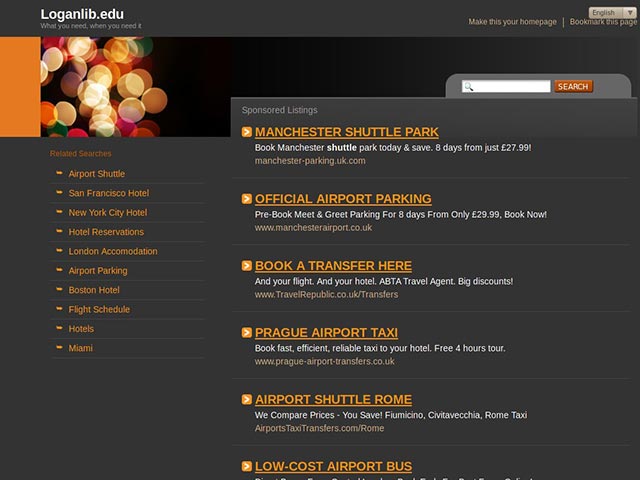 Loganlib.edu
What you need, when you need it
English
Make this your homepage | Bookmark this page
SEARCH
Sponsored Listings
MANCHESTER SHUTTLE PARK
Book Manchester shuttle park today & save. 8 days from just £27.99!
manchester-parking.uk.com
OFFICIAL AIRPORT PARKING
Pre-Book Meet & Greet Parking For 8 days From Only £29.99, Book Now!
www.manchesterairport.co.uk
BOOK A TRANSFER HERE
And your flight. And your hotel. ABTA Travel Agent. Big discounts!
www.TravelRepublic.co.uk/Transfers
PRAGUE AIRPORT TAXI
Book fast, efficient, reliable taxi to your hotel. Free 4 hours tour.
www.prague-airport-transfers.co.uk
AIRPORT SHUTTLE ROME
We Compare Prices - You Save! Fiumicino, Civitavecchia, Rome Taxi
AirportsTaxiTransfers.com/Rome
LOW-COST AIRPORT BUS
Related Searches
Airport Shuttle
San Francisco Hotel
New York City Hotel
Hotel Reservations
London Accomodation
Airport Parking
Boston Hotel
Flight Schedule
Hotels
Miami